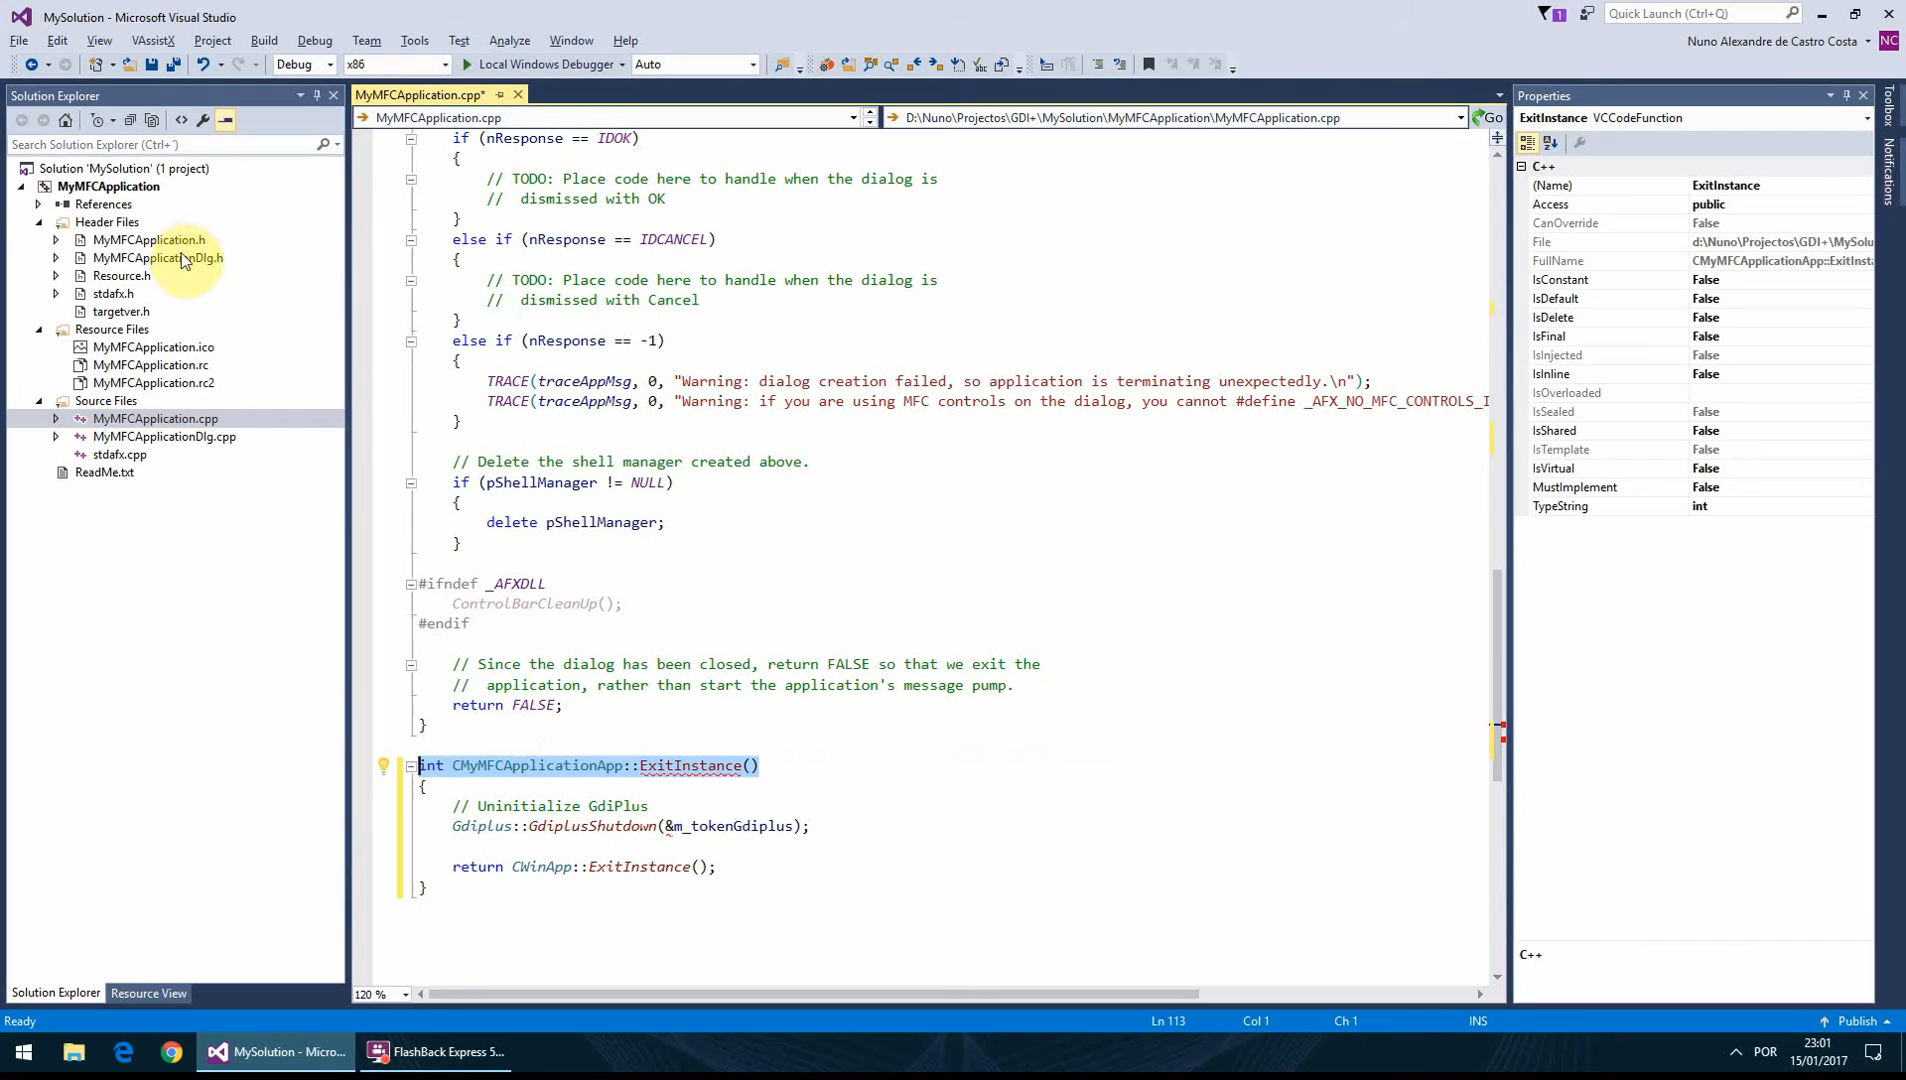 MySolution - Microsoft Visual Studio
1
Quick Launch (Ctrl+Q)
File Edit View VAssistX Project Build Debug Team Tools Test Analyze Window Help
Nuno Alexandre de Castro Costa NC
Debug x86 Local Windows Debugger Auto
Solution Explorer
Search Solution Explorer (Ctrl+~)
Solution 'MySolution' (1 project)
MyMFCApplication
References
Header Files
MyMFCApplication.h
MyMFCApplicationDlg.h
Resource.h
stdafx.h
targetver.h
Resource Files
MyMFCApplication.ico
MyMFCApplication.rc
MyMFCApplication.rc2
Source Files
MyMFCApplication.cpp
MyMFCApplicationDlg.cpp
stdafx.cpp
ReadMe.txt
Solution Explorer Resource View
MyMFCApplication.cpp*
MyMFCApplication.cpp
D:\Nuno\Projectos\GDI+\MySolution\MyMFCApplication\MyMFCApplication.cpp
Go
if (nResponse == IDOK)
{
// TODO: Place code here to handle when the dialog is
//  dismissed with OK
}
else if (nResponse == IDCANCEL)
{
// TODO: Place code here to handle when the dialog is
//  dismissed with Cancel
}
else if (nResponse == -1)
{
TRACE(traceAppMsg, 0, "Warning: dialog creation failed, so application is terminating unexpectedly.\n");
TRACE(traceAppMsg, 0, "Warning: if you are using MFC controls on the dialog, you cannot #define _AFX_NO_MFC_CONTROLS_I
}
// Delete the shell manager created above.
if (pShellManager != NULL)
{
delete pShellManager;
}
#ifndef _AFXDLL
ControlBarCleanUp();
#endif
// Since the dialog has been closed, return FALSE so that we exit the
//  application, rather than start the application's message pump.
return FALSE;
}
int CMyMFCApplicationApp::ExitInstance()
{
// Uninitialize GdiPlus
Gdiplus::GdiplusShutdown(&m_tokenGdiplus);
return CWinApp::ExitInstance();
}
120 %
Properties
ExitInstance VCCodeFunction
C++
(Name) ExitInstance
Access public
CanOverride False
File d:\Nuno\Projectos\GDI+\MySolu
FullName CMyMFCApplicationApp::ExitInsta
IsConstant False
IsDefault False
IsDelete False
IsFinal False
IsInjected False
IsInline False
IsOverloaded False
IsSealed False
IsShared False
IsTemplate False
IsVirtual False
MustImplement False
TypeString int
C++
Toolbox
Notifications
Ready Ln 113 Col 1 Ch 1 INS Publish
MySolution - Micro... FlashBack Express 5...
POR
23:01
15/01/2017